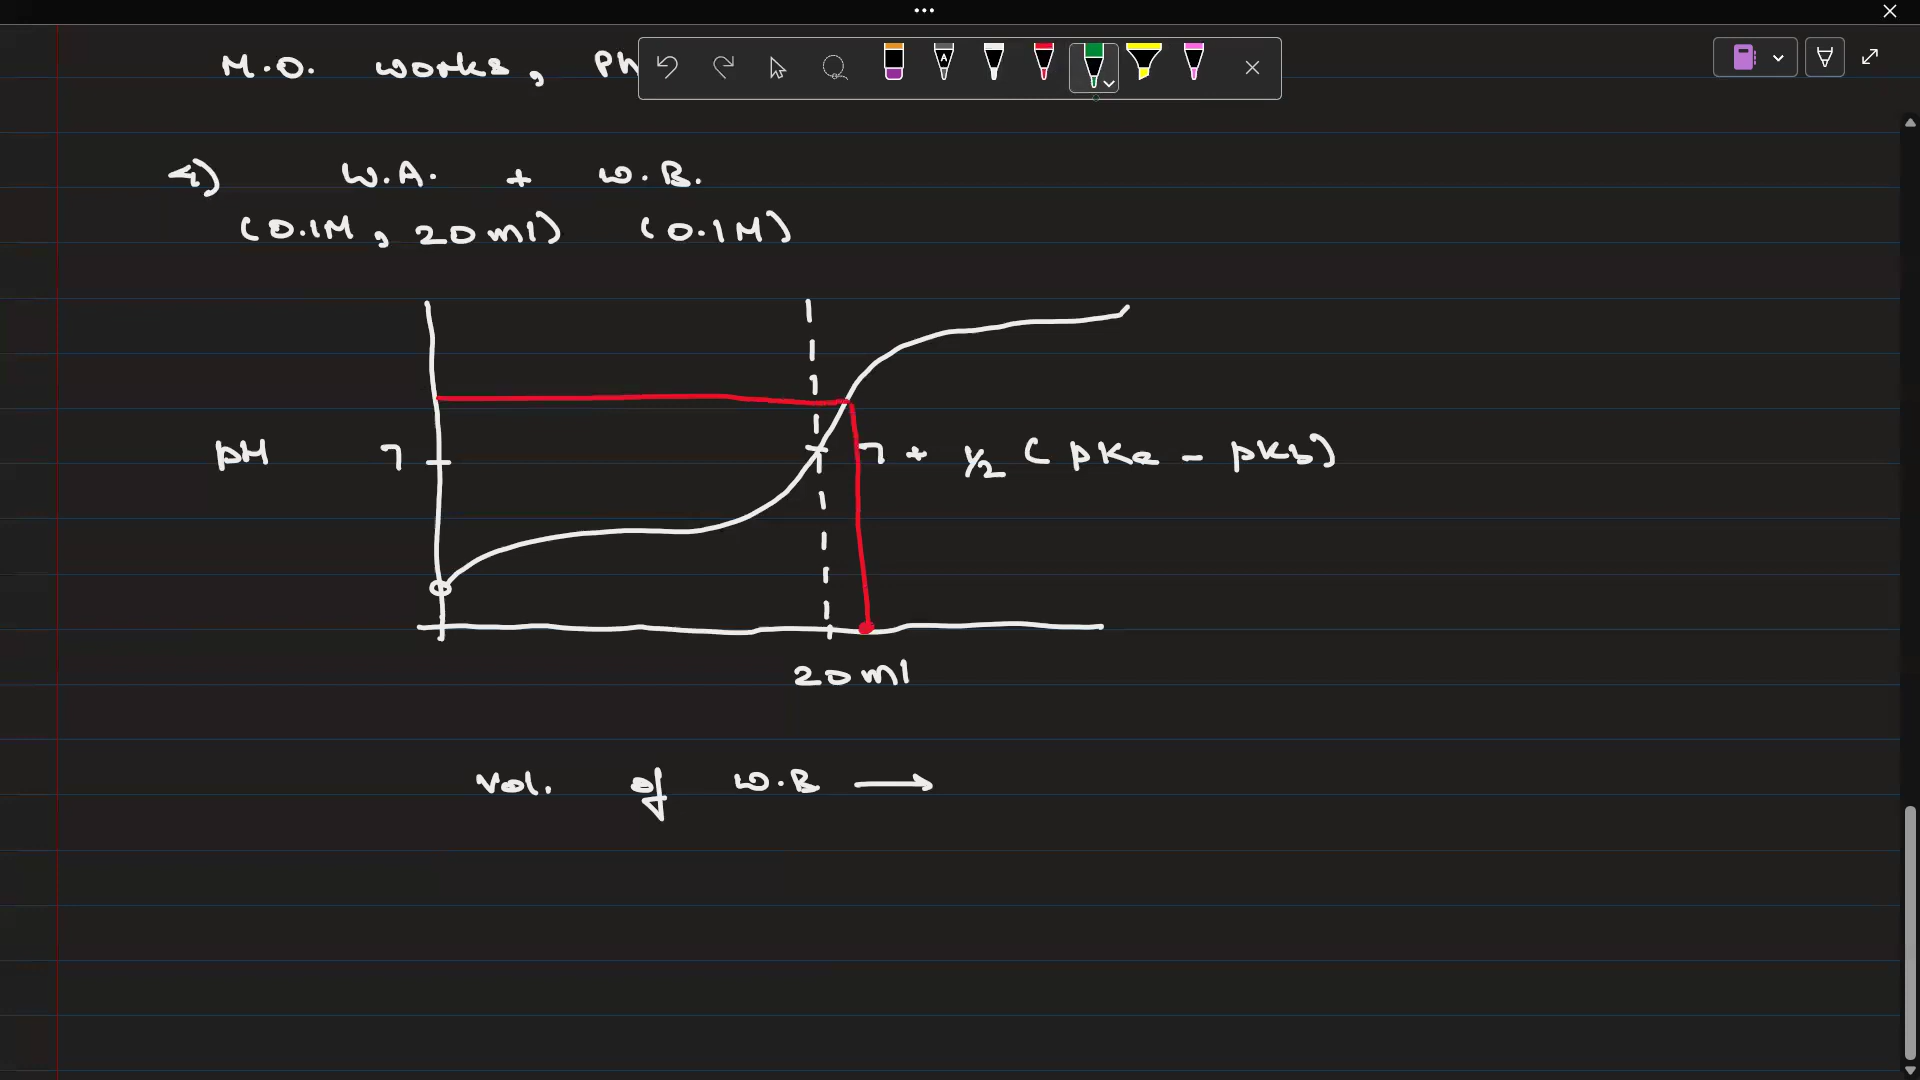 M.O. works, Ph
4) W.A. + W.B.
(0.1M, 20ml) (0.1M)
pH 7 7 + 1/2 (pKa - pKb)
20ml
Vol. of W.B →